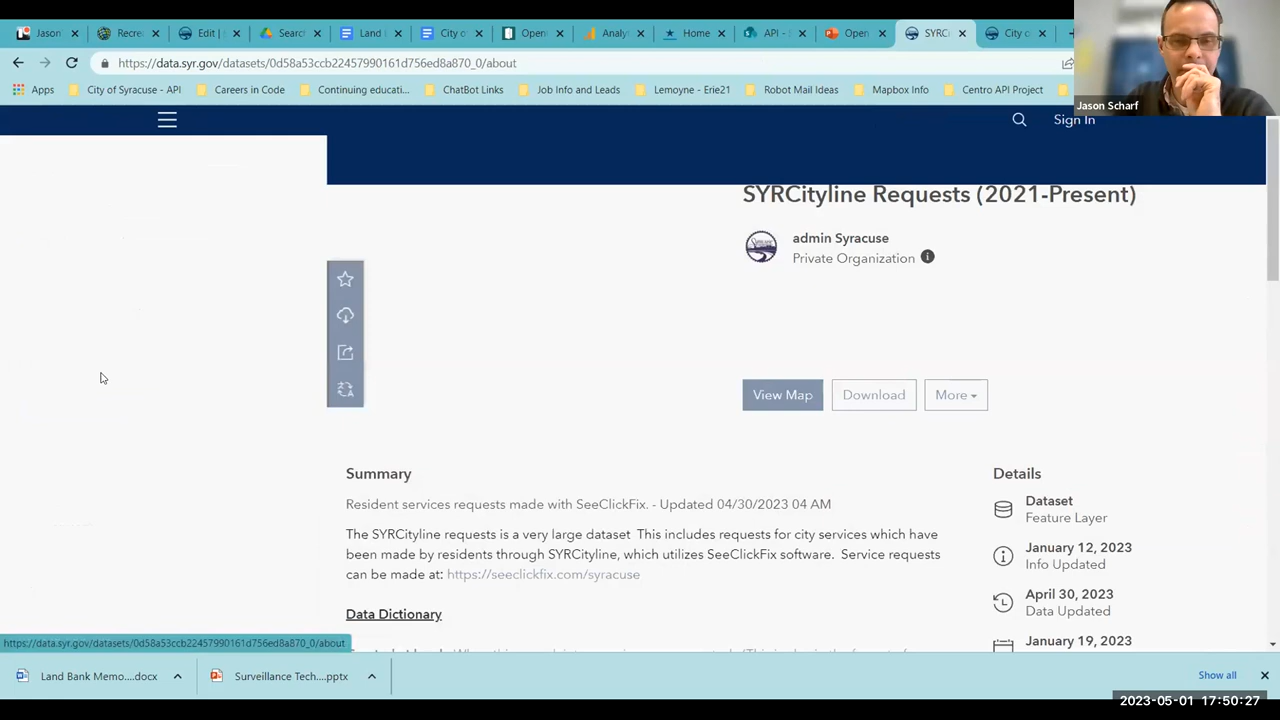 Jason
Recre
Edit |
Search
Land
City o
Open
Analy
Home
API - S
Open
SYRC
City o
https://data.syr.gov/datasets/0d58a53ccb22457990161d756ed8a870_0/about
Apps
City of Syracuse - API
Careers in Code
Continuing educati...
ChatBot Links
Job Info and Leads
Lemoyne - Erie21
Robot Mail Ideas
Mapbox Info
Centro API Project
Jason Scharf
Sign In
SYRCityline Requests (2021-Present)
admin Syracuse
Private Organization
View Map
Download
More
Summary
Resident services requests made with SeeClickFix. - Updated 04/30/2023 04 AM
The SYRCityline requests is a very large dataset This includes requests for city services which have
been made by residents through SYRCityline, which utilizes SeeClickFix software. Service requests
can be made at: https://seeclickfix.com/syracuse
Data Dictionary
Details
Dataset
Feature Layer
January 12, 2023
Info Updated
April 30, 2023
Data Updated
January 19, 2023
https://data.syr.gov/datasets/0d58a53ccb22457990161d756ed8a870_0/about
Land Bank Memo....docx
Surveillance Tech....pptx
Show all
2023-05-01 17:50:27